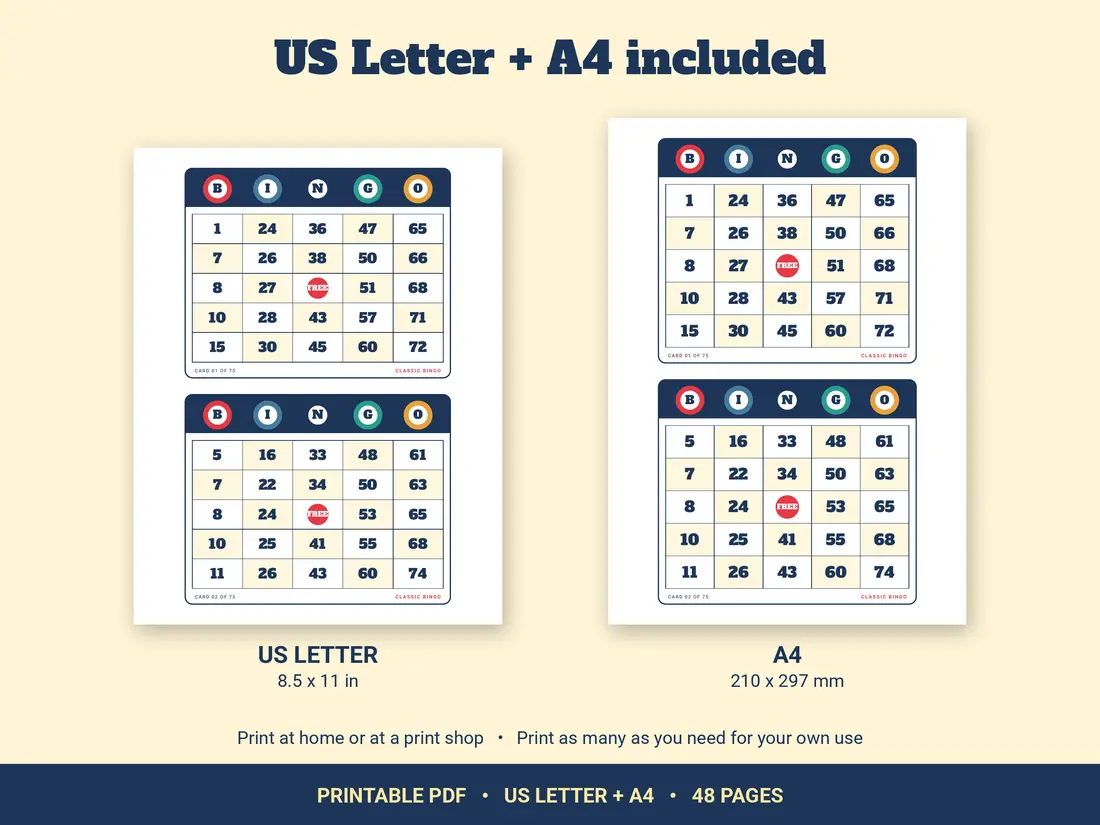 US Letter + A4 included
B I N G O
1 24 36 47 65
7 26 38 50 66
8 27 FREE 51 68
10 28 43 57 71
15 30 45 60 72
CARD 01 OF 75 CLASSIC BINGO
B I N G O
5 16 33 48 61
7 22 34 50 63
8 24 FREE 53 65
10 25 41 55 68
11 26 43 60 74
CARD 02 OF 75 CLASSIC BINGO
US LETTER
8.5 x 11 in
B I N G O
1 24 36 47 65
7 26 38 50 66
8 27 FREE 51 68
10 28 43 57 71
15 30 45 60 72
CARD 01 OF 75 CLASSIC BINGO
B I N G O
5 16 33 48 61
7 22 34 50 63
8 24 FREE 53 65
10 25 41 55 68
11 26 43 60 74
CARD 02 OF 75 CLASSIC BINGO
A4
210 x 297 mm
Print at home or at a print shop • Print as many as you need for your own use
PRINTABLE PDF • US LETTER + A4 • 48 PAGES